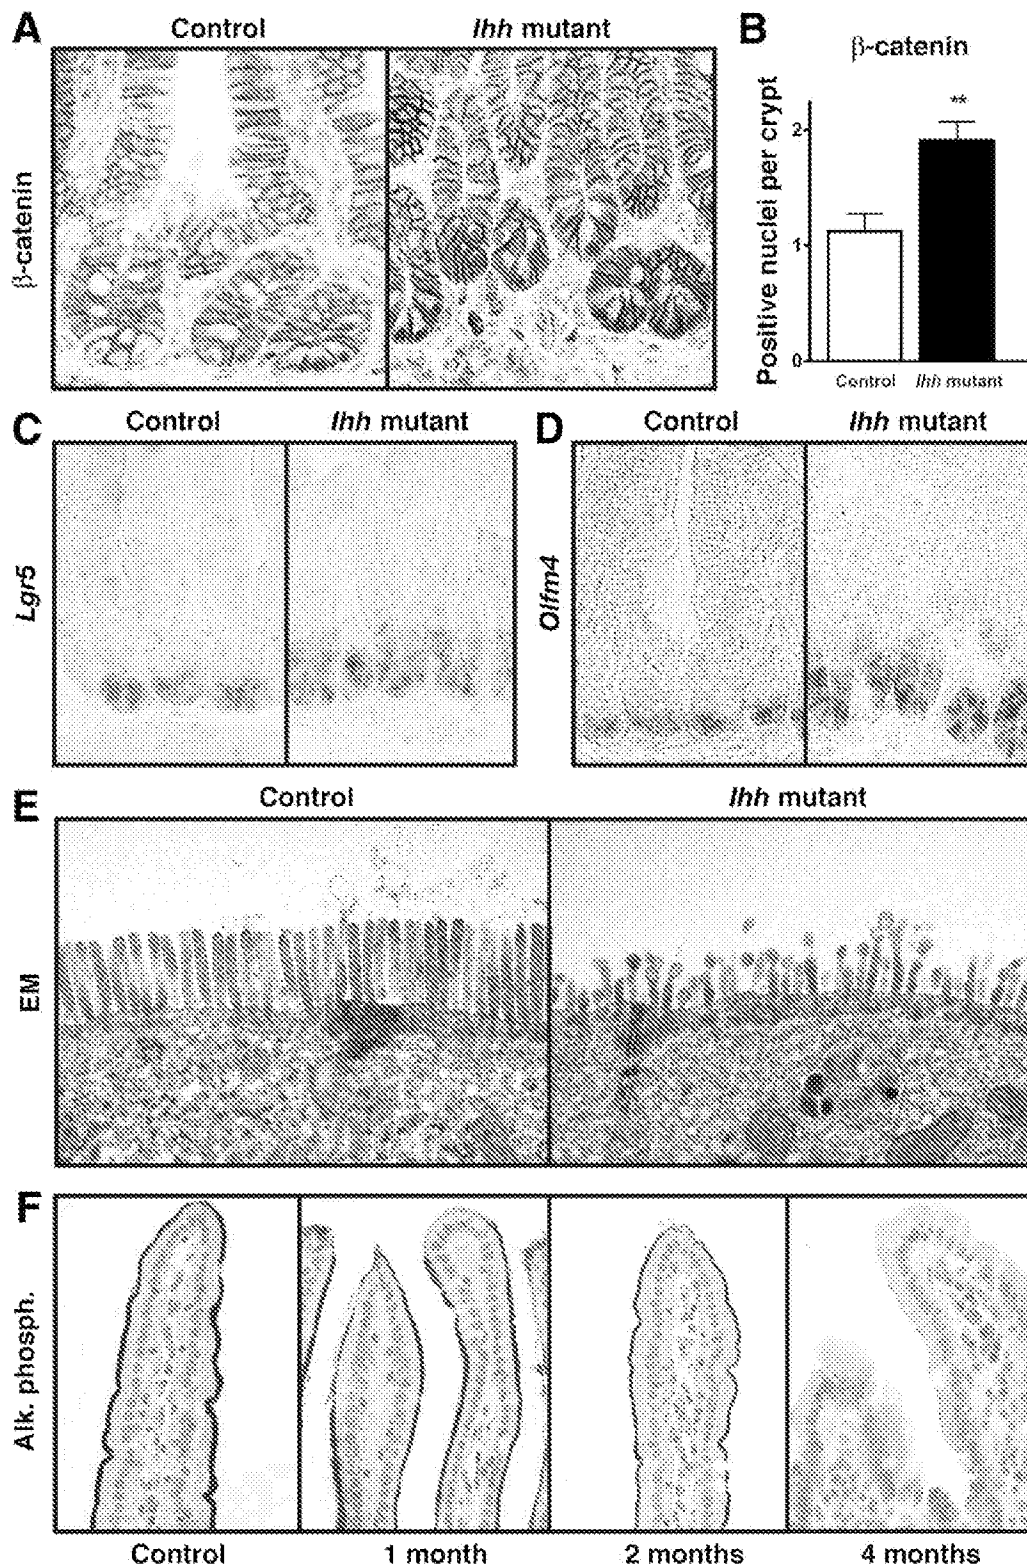 A
Control
Ihh mutant
β-catenin
B
β-catenin
Positive nuclei per crypt
**
2
1
0
Control
Ihh mutant
C
Control
Ihh mutant
Lgr5
D
Control
Ihh mutant
Olfm4
E
Control
Ihh mutant
EM
F
Alk. phosph.
Control
1 month
2 months
4 months